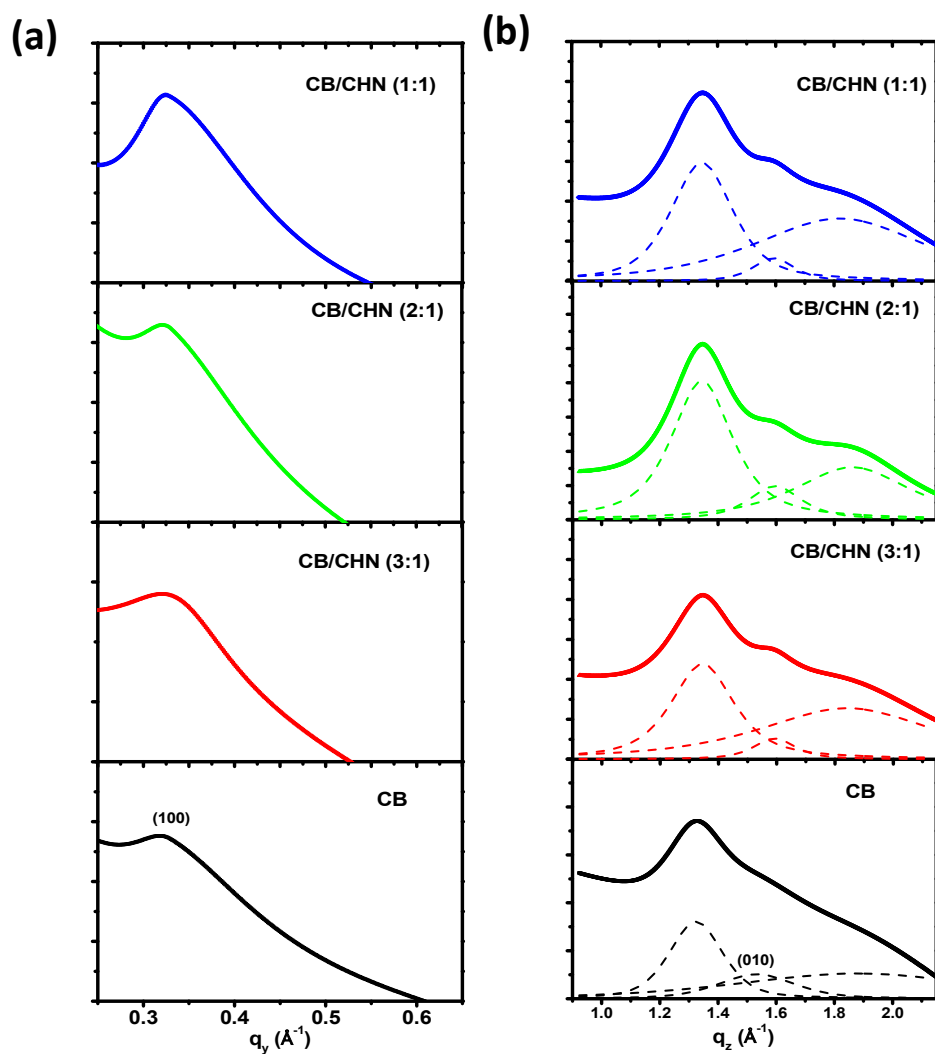 (a)
CB/CHN (1:1)
CB/CHN (2:1)
CB/CHN (3:1)
CB
(100)
0.3 0.4 0.5 0.6
q_y (Å⁻¹)
(b)
CB/CHN (1:1)
CB/CHN (2:1)
CB/CHN (3:1)
CB
(010)
1.0 1.2 1.4 1.6 1.8 2.0
q_z (Å⁻¹)